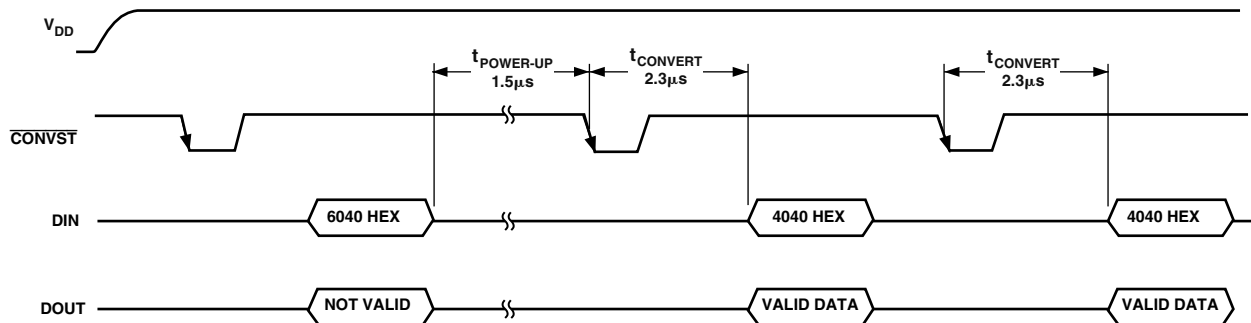 VDD
tPOWER-UP
1.5µs
tCONVERT
2.3µs
tCONVERT
2.3µs
CONVST
DIN
6040 HEX
4040 HEX
4040 HEX
DOUT
NOT VALID
VALID DATA
VALID DATA